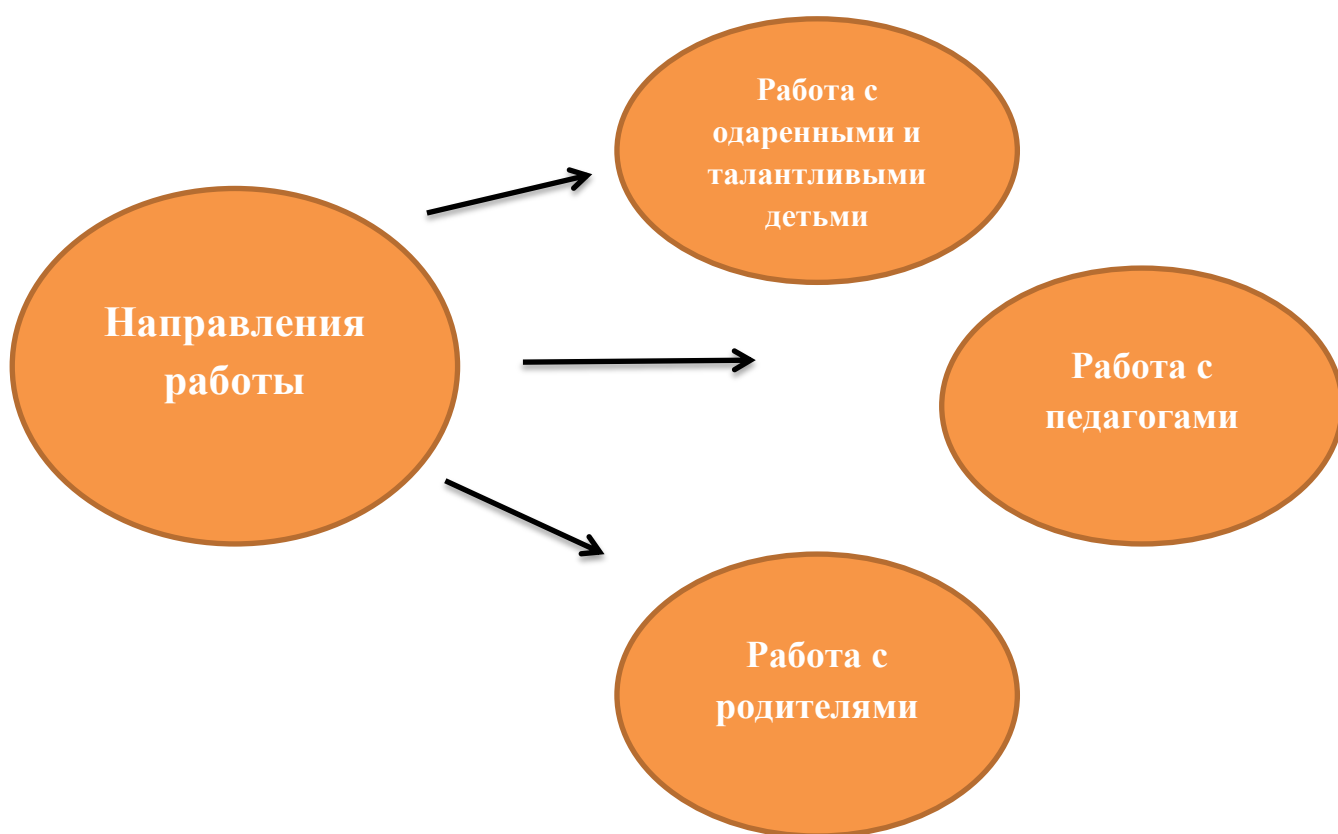 Направления
работы
Работа с
одаренными и
талантливыми
детьми
Работа с
педагогами
Работа с
родителями